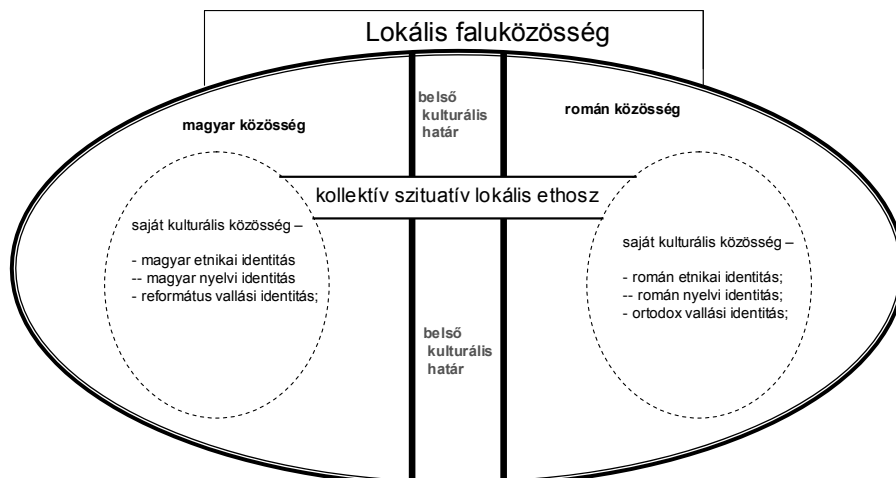 Lokális faluközösség
magyar közösség
belső
kulturális
határ
román közösség
kollektív szituatív lokális ethosz
saját kulturális közösség –
- magyar etnikai identitás
-- magyar nyelvi identitás
- református vallási identitás;
saját kulturális közösség –
- román etnikai identitás;
-- román nyelvi identitás;
- ortodox vallási identitás;
belső
kulturális
határ